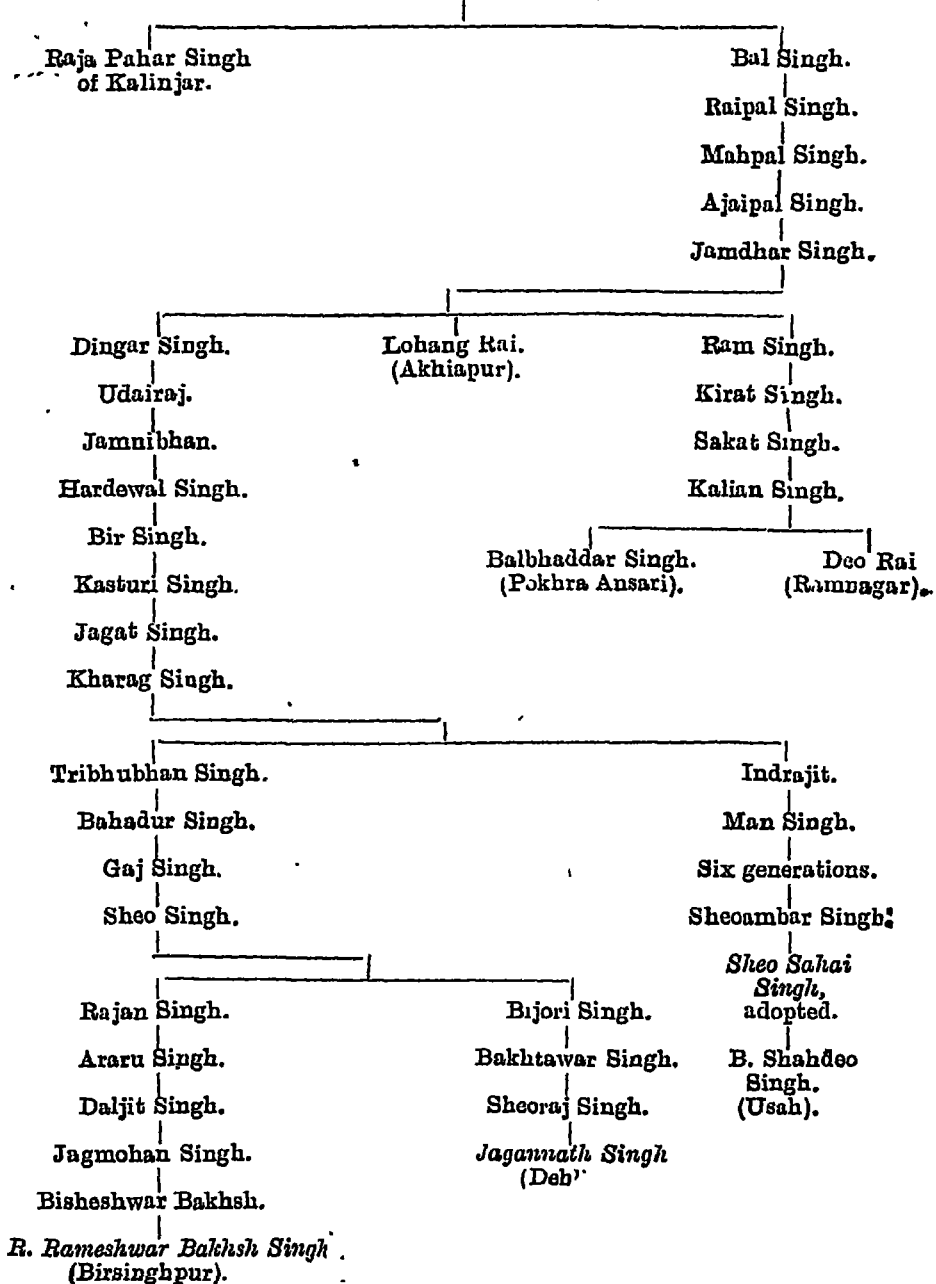 Raja Pahar Singh
of Kalinjar.
Bal Singh.
Raipal Singh.
Mahpal Singh.
Ajaipal Singh.
Jamdhar Singh.
Dingar Singh.
Lohang Rai.
(Akhiapur).
Ram Singh.
Udairaj.
Kirat Singh.
Jamnibhan.
Sakat Singh.
Hardewal Singh.
Kalian Singh.
Bir Singh.
Balbhaddar Singh.
(Pokhra Ansari).
Deo Rai
(Ramnagar).
Kasturi Singh.
Jagat Singh.
Kharag Singh.
Tribhubhan Singh.
Indrajit.
Bahadur Singh.
Man Singh.
Gaj Singh.
Six generations.
Sheo Singh.
Sheoambar Singh.
Sheo Sahai
Singh,
adopted.
Rajan Singh.
Bijori Singh.
Araru Singh.
Bakhtawar Singh.
B. Shahdeo
Singh.
(Usah).
Daljit Singh.
Sheoraj Singh.
Jagmohan Singh.
Jagannath Singh
(Deh
Bisheshwar Bakhsh.
R. Rameshwar Bakhsh Singh
(Birsinghpur).